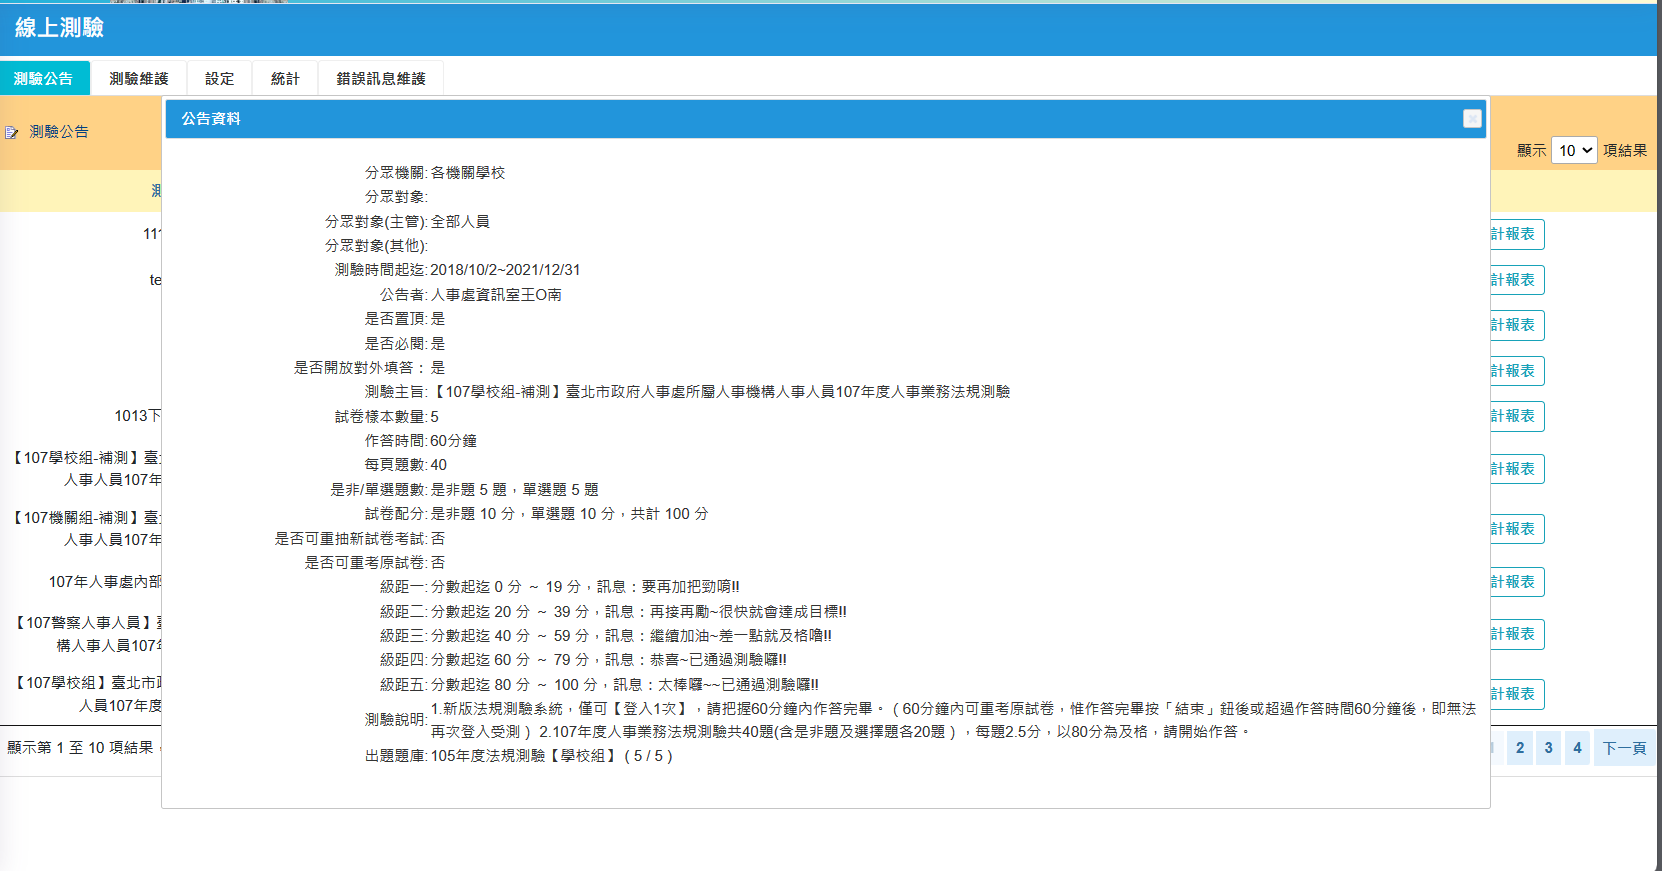 線上測驗
測驗公告 測驗維護 設定 統計 錯誤訊息維護
測驗公告
公告資料
顯示 10 項結果
分眾機關: 各機關學校
分眾對象:
分眾對象(主管): 全部人員
分眾對象(其他):
測驗時間起迄: 2018/10/2~2021/12/31
公告者: 人事處資訊室王O南
是否置頂: 是
是否必閱: 是
是否開放對外填答： 是
測驗主旨: 【107學校組-補測】臺北市政府人事處所屬人事機構人事人員107年度人事業務法規測驗
試卷樣本數量: 5
作答時間: 60分鐘
每頁題數: 40
是非/單選題數: 是非題 5 題，單選題 5 題
試卷配分: 是非題 10 分，單選題 10 分，共計 100 分
是否可重抽新試卷考試: 否
是否可重考原試卷: 否
級距一: 分數起迄 0 分 ～ 19 分，訊息：要再加把勁唷!!
級距二: 分數起迄 20 分 ～ 39 分，訊息：再接再勵~很快就會達成目標!!
級距三: 分數起迄 40 分 ～ 59 分，訊息：繼續加油~差一點就及格嚕!!
級距四: 分數起迄 60 分 ～ 79 分，訊息：恭喜~已通過測驗囉!!
級距五: 分數起迄 80 分 ～ 100 分，訊息：太棒囉~~已通過測驗囉!!
測驗說明: 1.新版法規測驗系統，僅可【登入1次】，請把握60分鐘內作答完畢。（60分鐘內可重考原試卷，惟作答完畢按「結束」鈕後或超過作答時間60分鐘後，即無法
再次登入受測） 2.107年度人事業務法規測驗共40題(含是非題及選擇題各20題），每題2.5分，以80分為及格，請開始作答。
出題題庫: 105年度法規測驗【學校組】 ( 5 / 5 )
測
111
計報表
te
計報表
計報表
計報表
1013下
計報表
【107學校組-補測】臺
人事人員107年
計報表
【107機關組-補測】臺
人事人員107年
計報表
107年人事處內部
計報表
【107警察人事人員】
構人事人員107年
計報表
【107學校組】臺北市政
人員107年度
計報表
顯示第 1 至 10 項結果，
1 2 3 4 下一頁